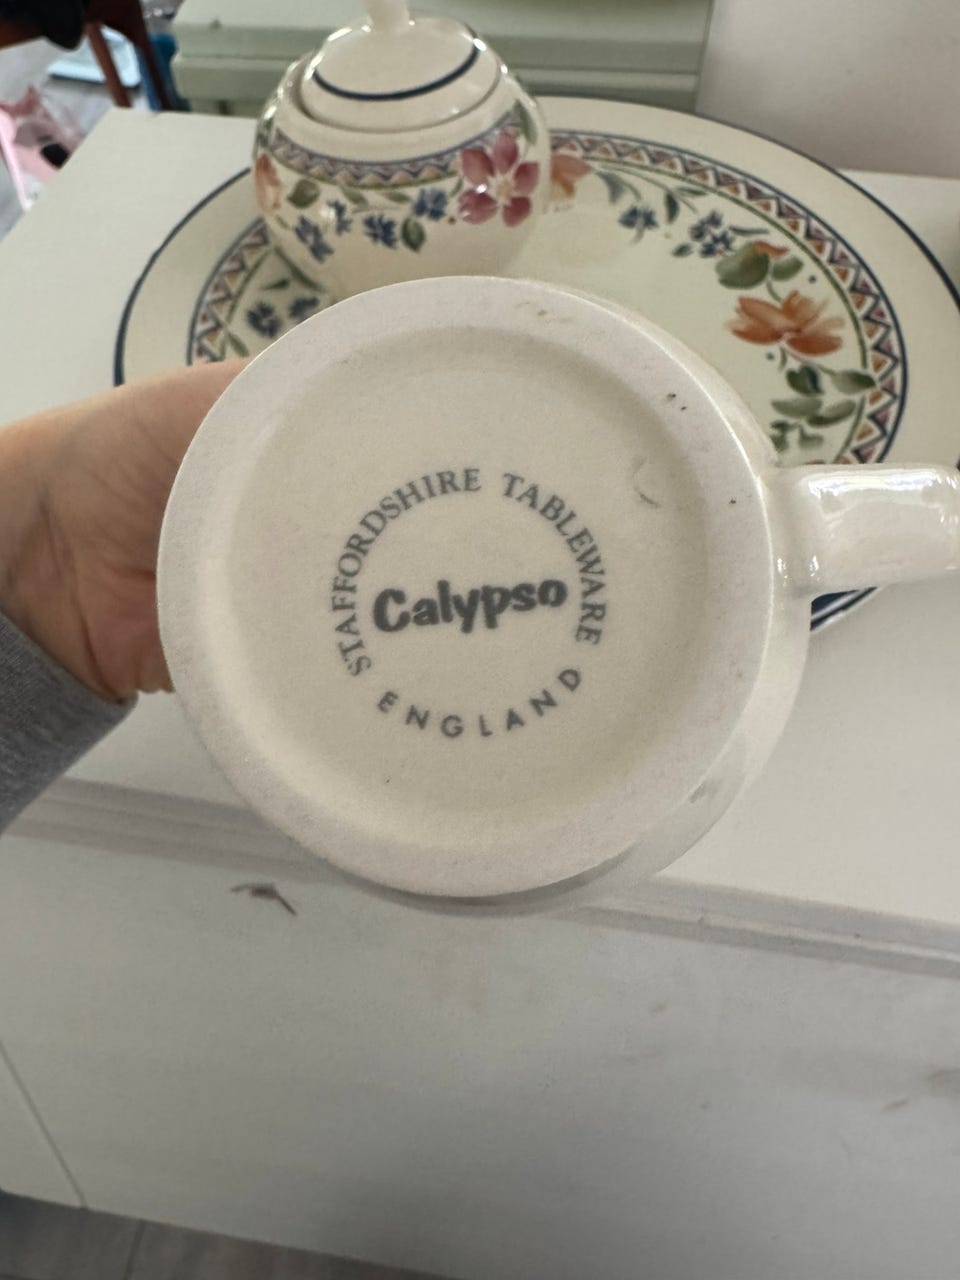 STAFFORDSHIRE TABLEWARE
Calypso
ENGLAND